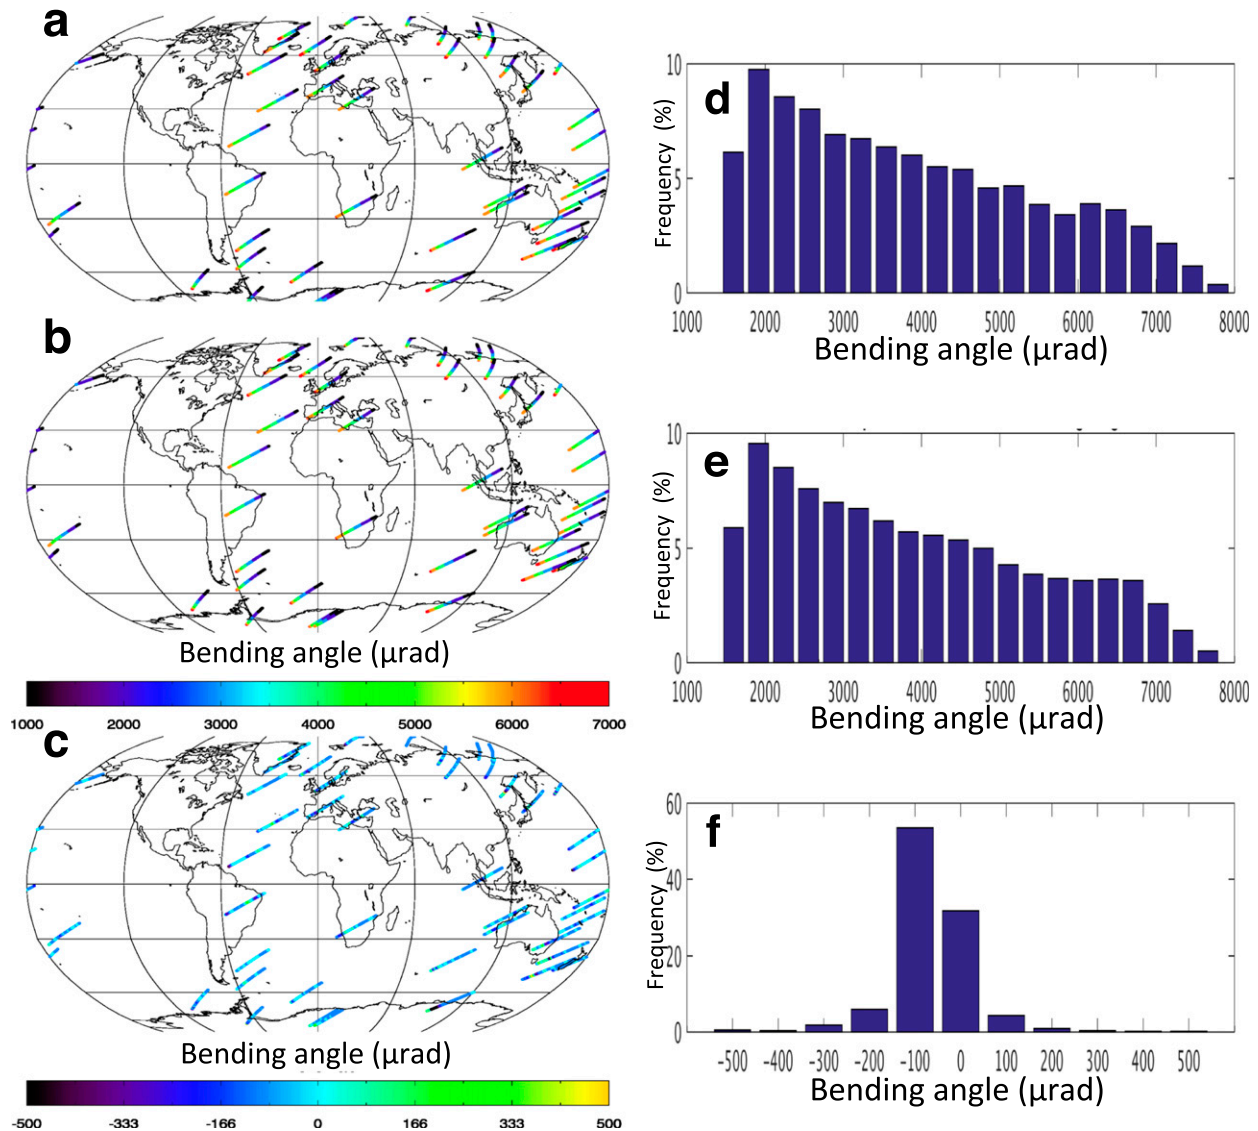 a
b
Bending angle (μrad)
1000 2000 3000 4000 5000 6000 7000
c
Bending angle (μrad)
-500 -333 -166 0 166 333 500
d
Frequency (%)
10
5
0
1000 2000 3000 4000 5000 6000 7000 8000
Bending angle (μrad)
e
Frequency (%)
10
5
0
1000 2000 3000 4000 5000 6000 7000 8000
Bending angle (μrad)
f
Frequency (%)
60
40
20
0
-500 -400 -300 -200 -100 0 100 200 300 400 500
Bending angle (μrad)